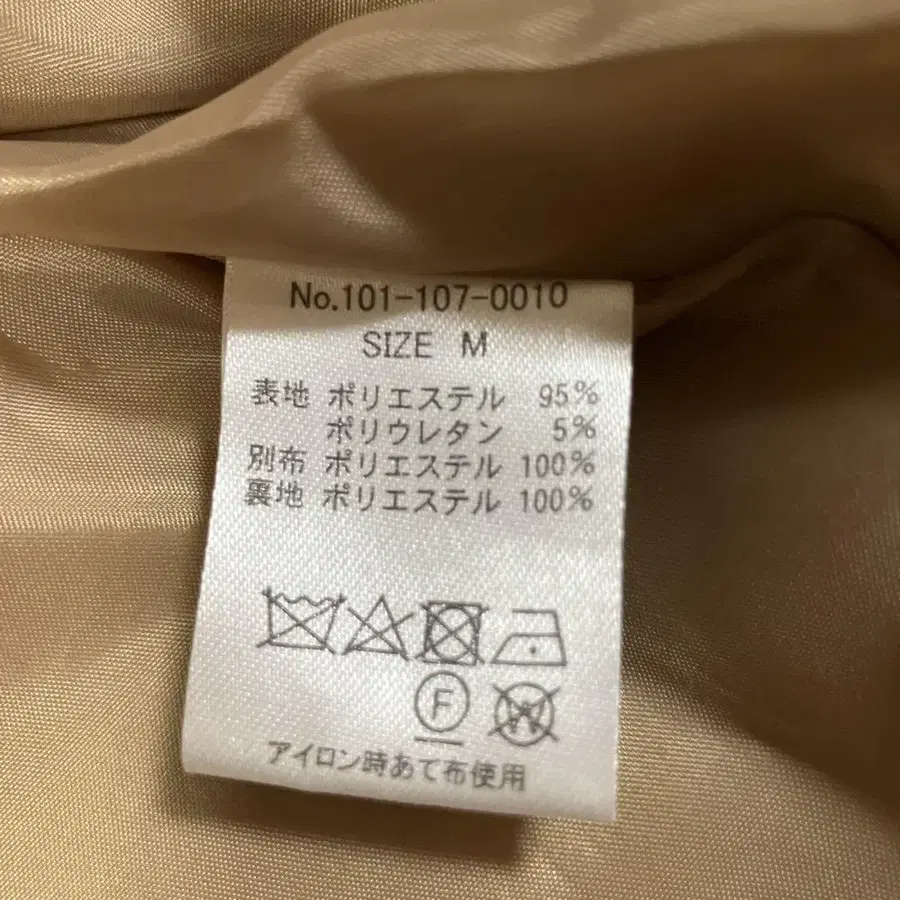 No.101-107-0010
SIZE M
表地 ポリエステル 95%
ポリウレタン 5%
別布 ポリエステル 100%
裏地 ポリエステル 100%
F W
アイロン時あて布使用